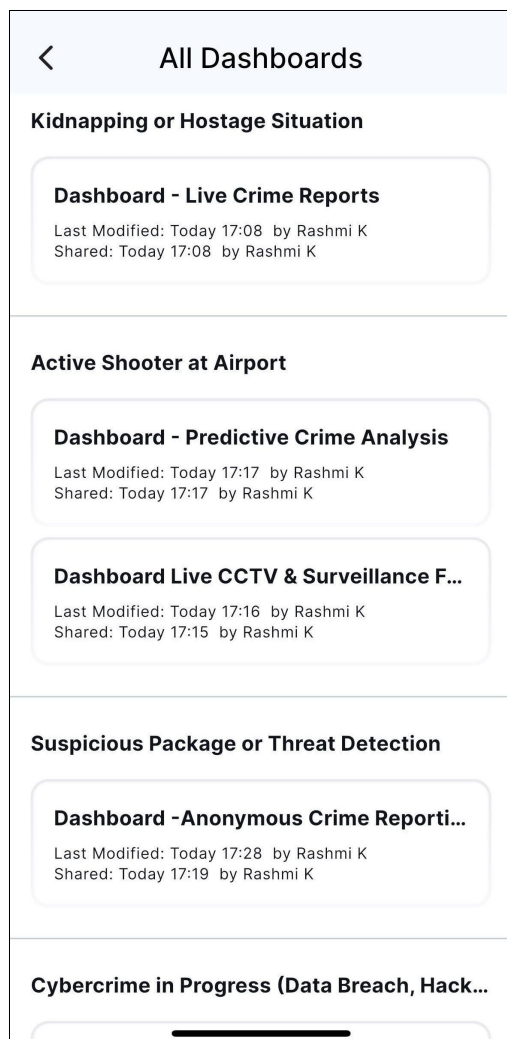 All Dashboards
Kidnapping or Hostage Situation
Dashboard - Live Crime Reports
Last Modified: Today 17:08 by Rashmi K
Shared: Today 17:08 by Rashmi K
Active Shooter at Airport
Dashboard - Predictive Crime Analysis
Last Modified: Today 17:17 by Rashmi K
Shared: Today 17:17 by Rashmi K
Dashboard Live CCTV & Surveillance F...
Last Modified: Today 17:16 by Rashmi K
Shared: Today 17:15 by Rashmi K
Suspicious Package or Threat Detection
Dashboard -Anonymous Crime Reporti...
Last Modified: Today 17:28 by Rashmi K
Shared: Today 17:19 by Rashmi K
Cybercrime in Progress (Data Breach, Hack...